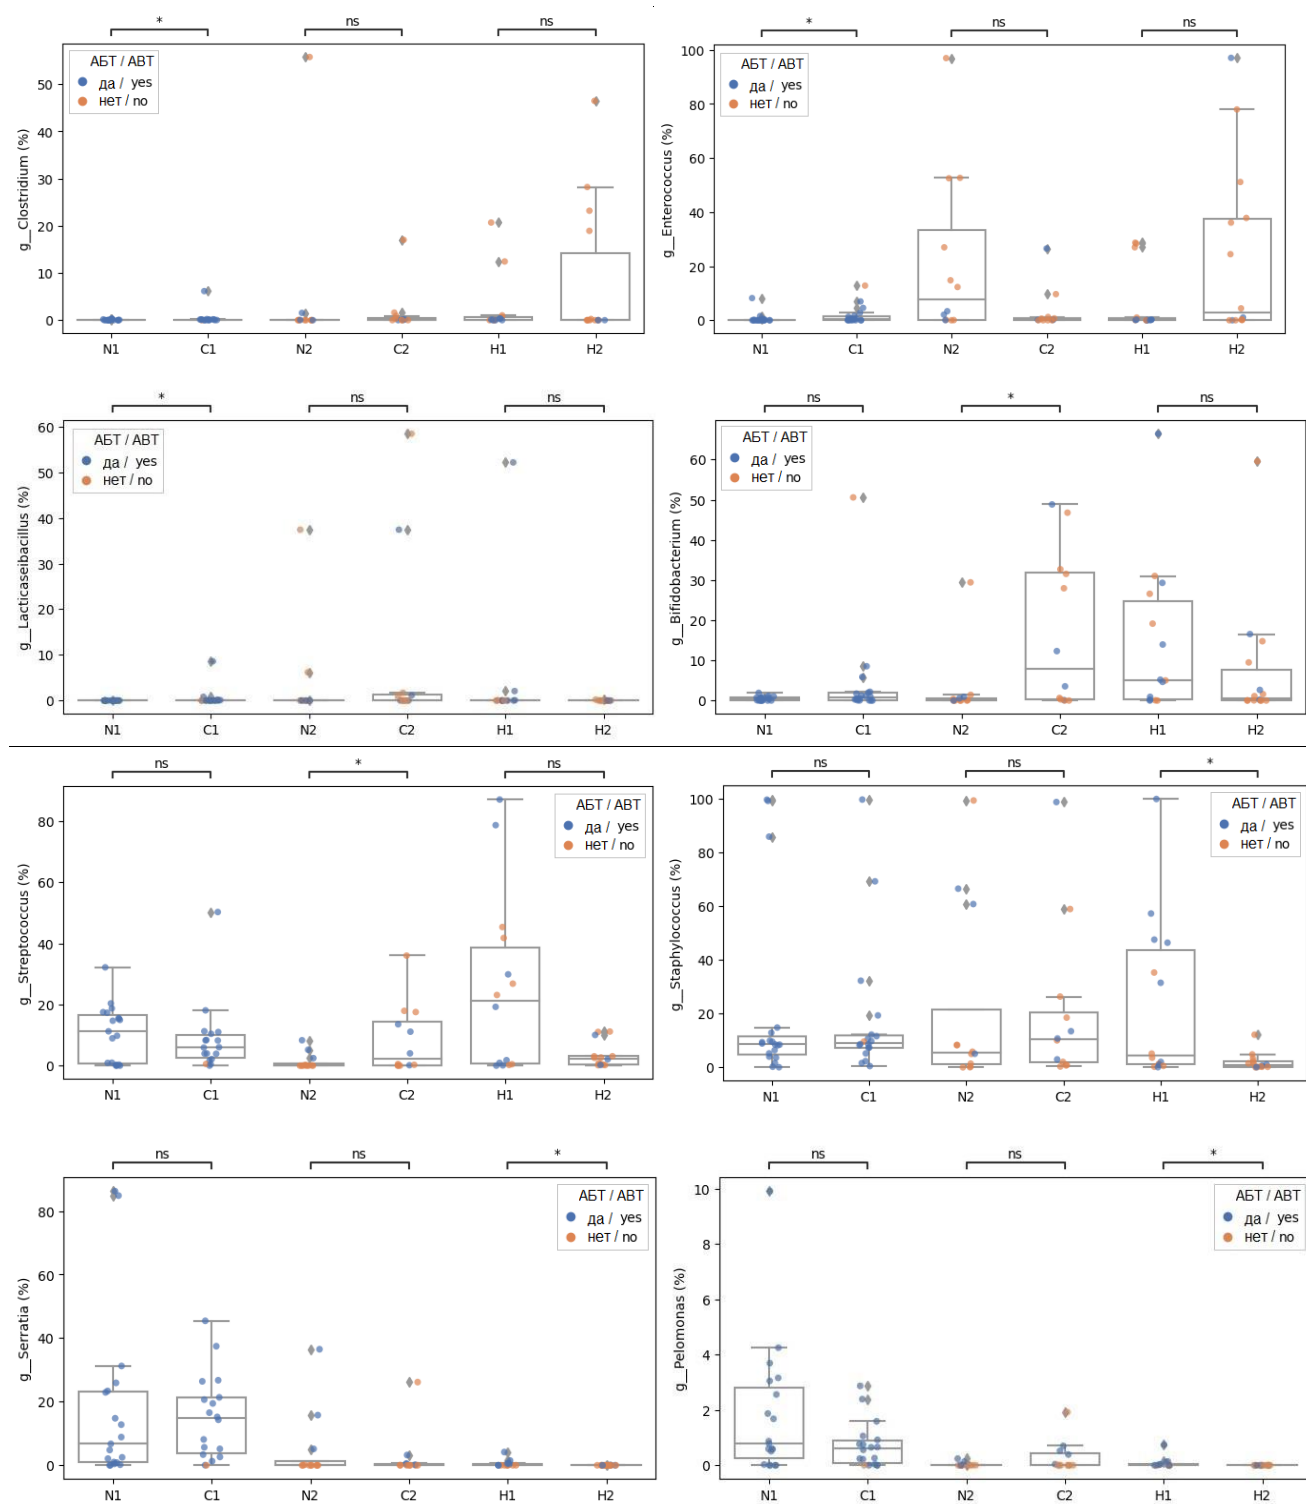 * ns ns
АБТ / ABT
да / yes
нет / no
g__Clostridium (%)
50
40
30
20
10
0
N1 C1 N2 C2 H1 H2
* ns ns
АБТ / ABT
да / yes
нет / no
g__Enterococcus (%)
100
80
60
40
20
0
N1 C1 N2 C2 H1 H2
* ns ns
АБТ / ABT
да / yes
нет / no
g__Lacticaseibacillus (%)
60
50
40
30
20
10
0
N1 C1 N2 C2 H1 H2
ns * ns
АБТ / ABT
да / yes
нет / no
g__Bifidobacterium (%)
60
50
40
30
20
10
0
N1 C1 N2 C2 H1 H2
ns * ns
АБТ / ABT
да / yes
нет / no
g__Streptococcus (%)
80
60
40
20
0
N1 C1 N2 C2 H1 H2
ns ns *
АБТ / ABT
да / yes
нет / no
g__Staphylococcus (%)
100
80
60
40
20
0
N1 C1 N2 C2 H1 H2
ns ns *
АБТ / ABT
да / yes
нет / no
g__Serratia (%)
80
60
40
20
0
N1 C1 N2 C2 H1 H2
ns ns *
АБТ / ABT
да / yes
нет / no
g__Pelomonas (%)
10
8
6
4
2
0
N1 C1 N2 C2 H1 H2